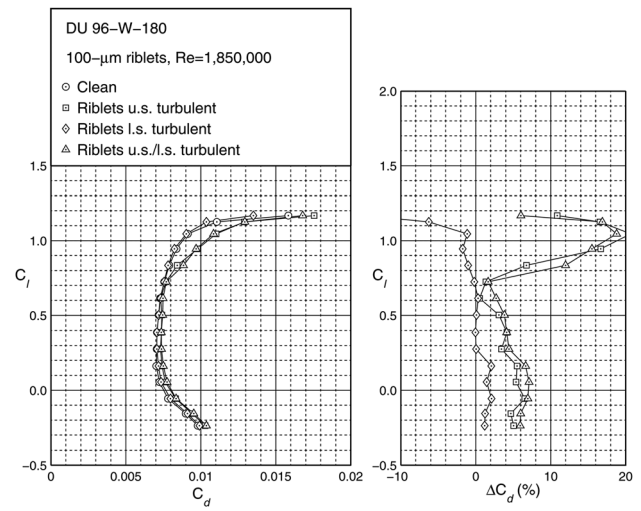 DU 96−W−180
100−μm riblets, Re=1,850,000
Clean
Riblets u.s. turbulent
Riblets l.s. turbulent
Riblets u.s./l.s. turbulent
1.5
1.0
0.5
0.0
−0.5
C_l
0
0.005
0.01
0.015
0.02
C_d
2.0
1.5
1.0
0.5
0.0
−0.5
C_l
−10
0
10
20
ΔC_d (%)